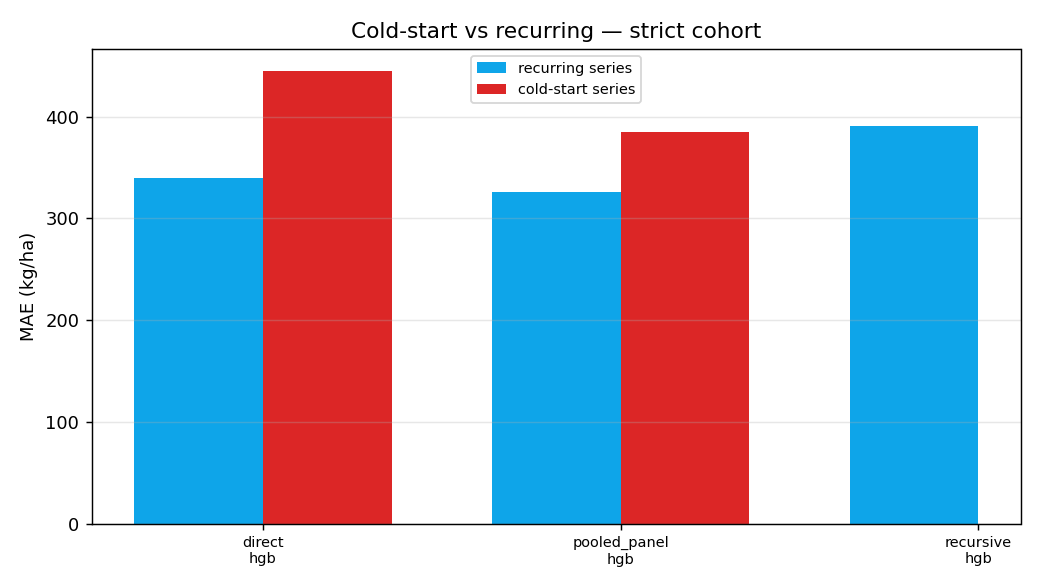 Cold-start vs recurring — strict cohort
recurring series
cold-start series
MAE (kg/ha)
400
300
200
100
0
direct
hgb
pooled_panel
hgb
recursive
hgb